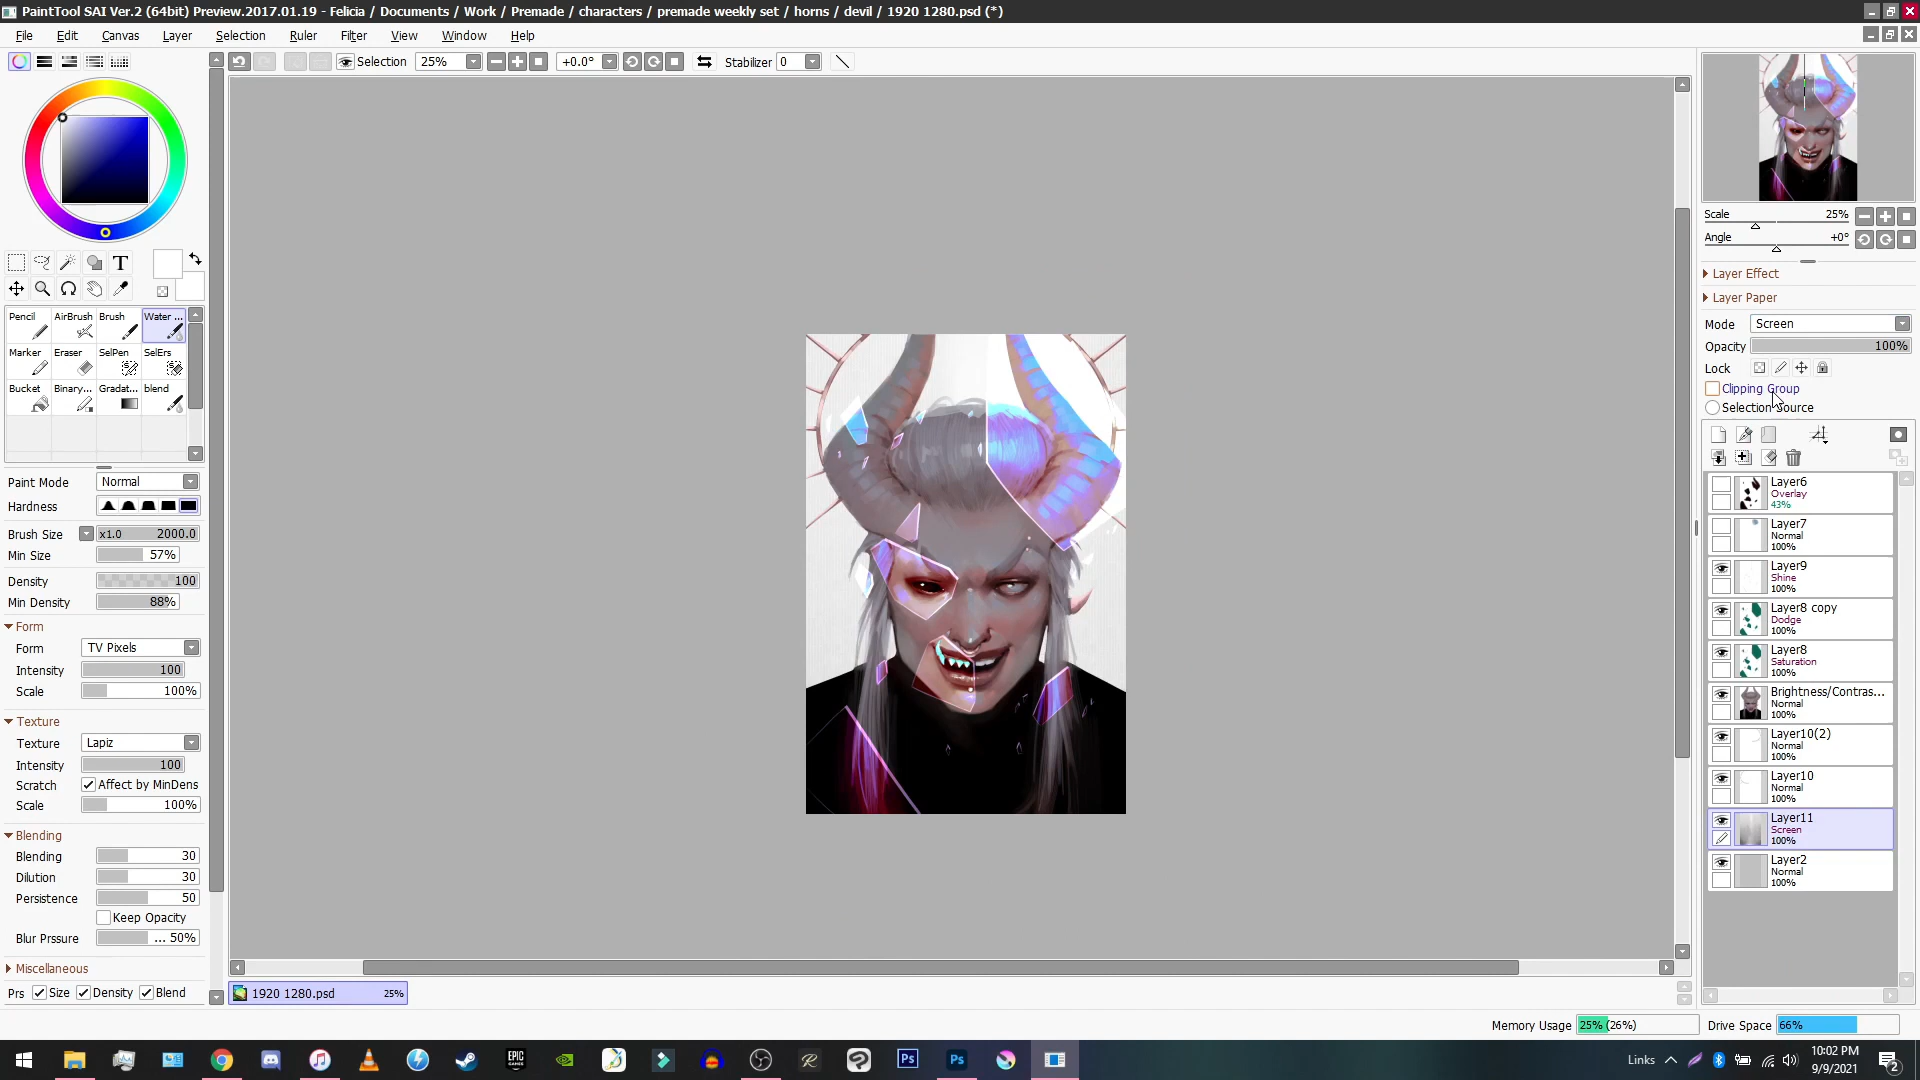 PaintTool SAI Ver.2 (64bit) Preview.2017.01.19 - Felicia / Documents / Work / Premade / characters / premade weekly set / horns / devil / 1920 1280.psd (*)
File Edit Canvas Layer Selection Ruler Filter View Window Help
Selection 25% +0.0° Stabilizer 0
T
Pencil AirBrush Brush Water ...
Marker Eraser SelPen SelErs
Bucket Binary... Gradat... blend
Paint Mode Normal
Hardness
Brush Size x1.0 2000.0
Min Size 57%
Density 100
Min Density 88%
Form
Form TV Pixels
Intensity 100
Scale 100%
Texture
Texture Lapiz
Intensity 100
Scratch Affect by MinDens
Scale 100%
Blending
Blending 30
Dilution 30
Persistence 50
Keep Opacity
Blur Prssure ... 50%
Miscellaneous
Prs Size Density Blend
1920 1280.psd 25%
Scale 25%
Angle +0°
Layer Effect
Layer Paper
Mode Screen
Opacity 100%
Lock
Clipping Group
Selection Source
Layer6
Overlay
43%
Layer7
Normal
100%
Layer9
Shine
100%
Layer8 copy
Dodge
100%
Layer8
Saturation
100%
Brightness/Contras...
Normal
100%
Layer10(2)
Normal
100%
Layer10
Normal
100%
Layer11
Screen
100%
Layer2
Normal
100%
Memory Usage 25% (26%) Drive Space 66%
EPIC
GAMES
Ps
Ps
Links
10:02 PM
9/9/2021
2